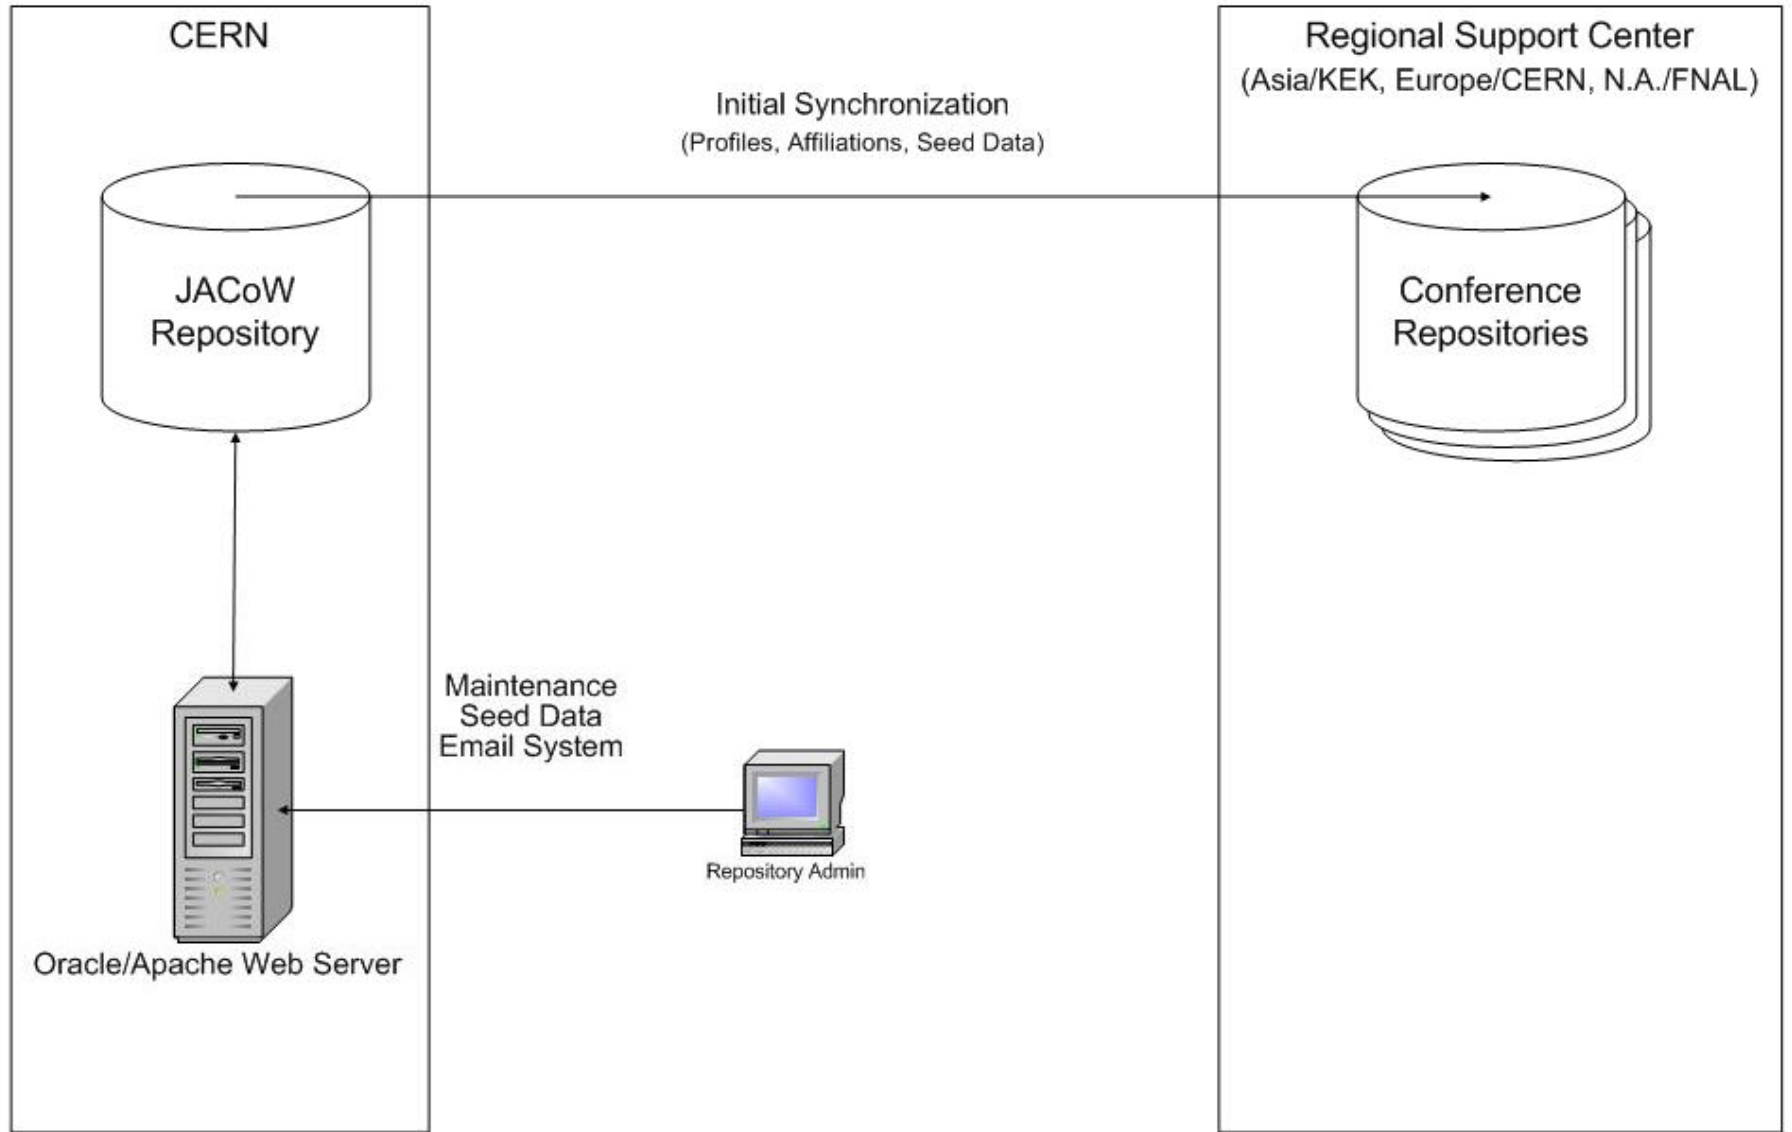 CERN
Regional Support Center
(Asia/KEK, Europe/CERN, N.A./FNAL)
Initial Synchronization
(Profiles, Affiliations, Seed Data)
JACoW
Repository
Conference
Repositories
Maintenance
Seed Data
Email System
Repository Admin
Oracle/Apache Web Server